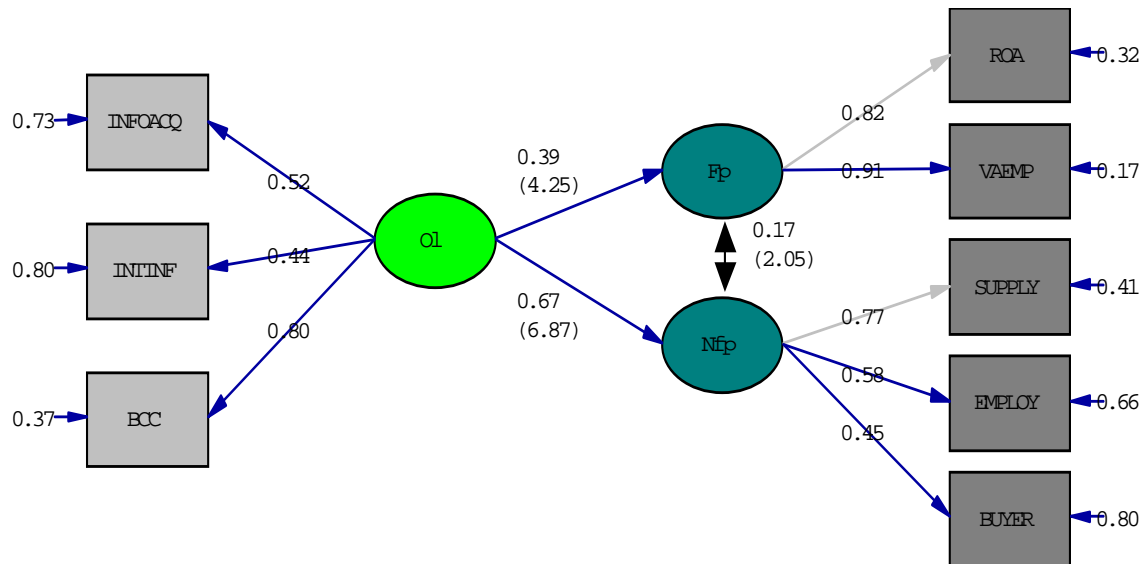 0.73
INFOACQ
0.52
0.80
INTINF
0.44
0.37
BCC
0.80
Ol
0.39
(4.25)
0.67
(6.87)
Fp
0.17
(2.05)
Nfp
0.82
ROA
0.32
0.91
VAEMP
0.17
0.77
SUPPLY
0.41
0.58
EMPLOY
0.66
0.45
BUYER
0.80